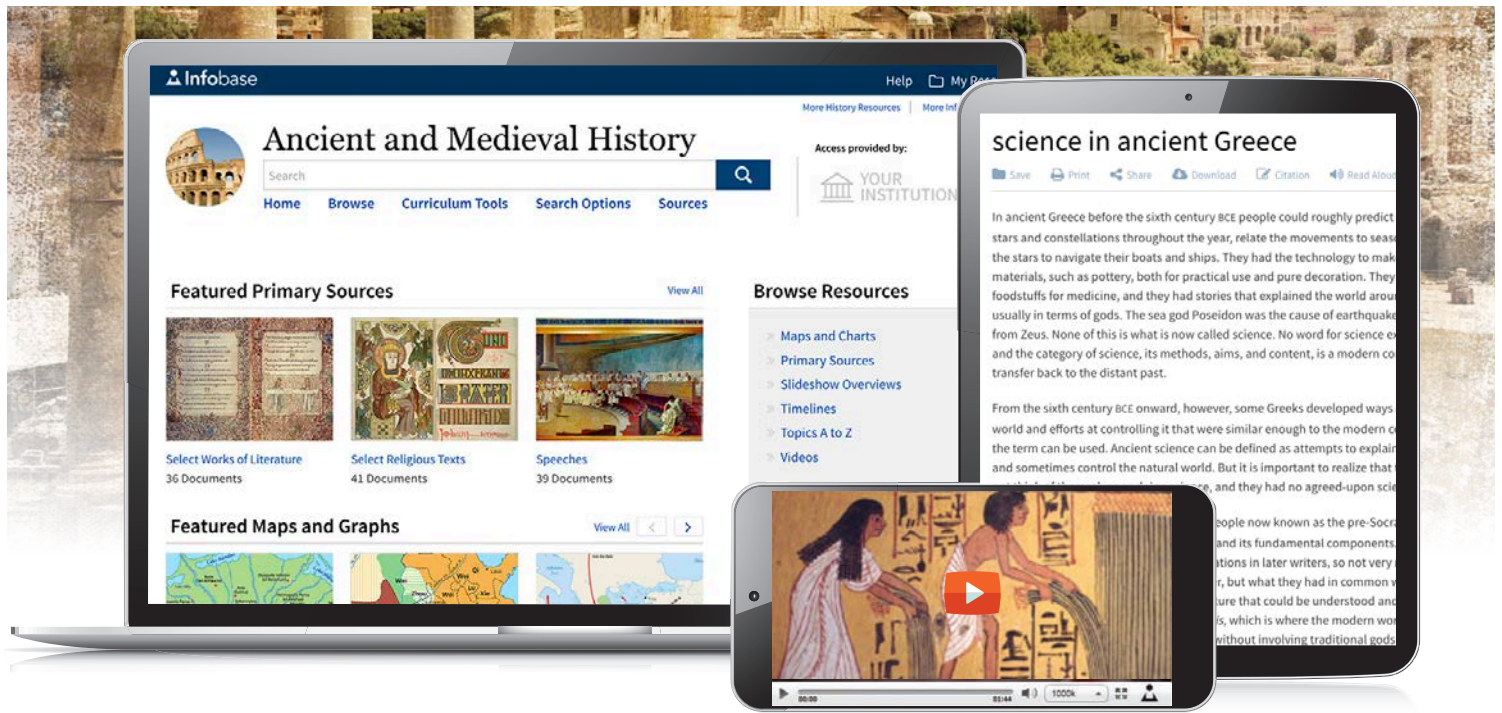 Infobase
Help My
More History Resources More
Ancient and Medieval History
Search
Home Browse Curriculum Tools Search Options Sources
Access provided by:
YOUR
INSTITUTION
Featured Primary Sources View All
Select Works of Literature
36 Documents
Select Religious Texts
41 Documents
Speeches
39 Documents
Browse Resources
Maps and Charts
Primary Sources
Slideshow Overviews
Timelines
Topics A to Z
Videos
Featured Maps and Graphs View All
science in ancient Greece
Save Print Share Download Citation Read Aloud
In ancient Greece before the sixth century BCE people could roughly predict
stars and constellations throughout the year, relate the movements to
the stars to navigate their boats and ships. They had the technology to
materials, such as pottery, both for practical use and pure decoration. They
foodstuffs for medicine, and they had stories that explained the world
usually in terms of gods. The sea god Poseidon was the cause of
from Zeus. None of this is what is now called science. No word for science
and the category of science, its methods, aims, and content, is a modern
transfer back to the distant past.
From the sixth century BCE onward, however, some Greeks developed ways
world and efforts at controlling it that were similar enough to the modern
the term can be used. Ancient science can be defined as attempts to
and sometimes control the natural world. But it is important to realize that
, and they had no agreed-upon
now known as the
and its fundamental components.
in later writers, so not very
, but what they had in common
that could be understood and
, which is where the modern
without involving traditional gods
00:00 01:44 1000k